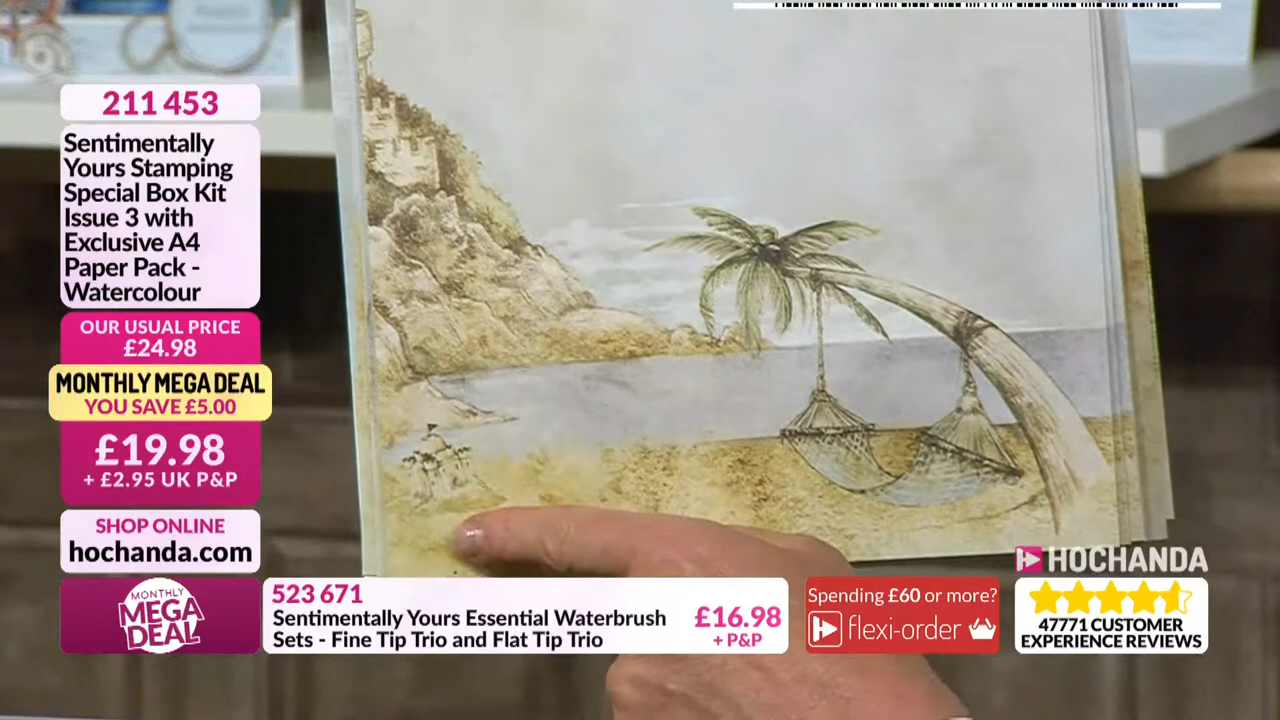 211 453
Sentimentally
Yours Stamping
Special Box Kit
Issue 3 with
Exclusive A4
Paper Pack -
Watercolour
OUR USUAL PRICE
£24.98
MONTHLY MEGA DEAL
YOU SAVE £5.00
£19.98
+ £2.95 UK P&P
SHOP ONLINE
hochanda.com
MONTHLY
MEGA
DEAL
523 671
Sentimentally Yours Essential Waterbrush
Sets - Fine Tip Trio and Flat Tip Trio
£16.98
+ P&P
Spending £60 or more?
flexi-order
HOCHANDA
47771 CUSTOMER
EXPERIENCE REVIEWS